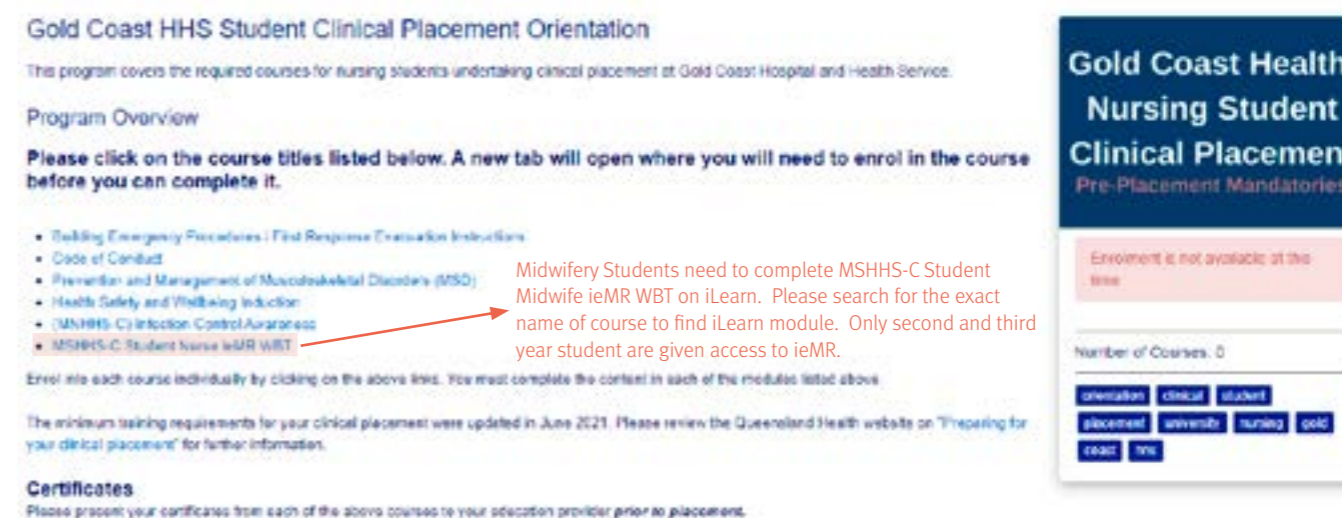 Gold Coast HHS Student Clinical Placement Orientation
This program covers the required courses for nursing students undertaking clinical placement at Gold Coast Hospital and Health Service.
Program Overview
Please click on the course titles listed below. A new tab will open where you will need to enrol in the course
before you can complete it.
• Building Emergency Procedures | First Response Evacuation Instructions
• Code of Conduct
• Prevention and Management of Musculoskeletal Disorders (MSD)
• Health Safety and Wellbeing Induction
• (MNHHS-C) Infection Control Awareness
• MSHHS-C Student Nurse ieMR WBT
Midwifery Students need to complete MSHHS-C Student
Midwife ieMR WBT on iLearn. Please search for the exact
name of course to find iLearn module. Only second and third
year student are given access to ieMR.
Enrol into each course individually by clicking on the above links. You must complete the content in each of the modules listed above.
The minimum training requirements for your clinical placement were updated in June 2021. Please review the Queensland Health website on "Preparing for
your clinical placement" for further information.
Certificates
Please present your certificates from each of the above courses to your education provider prior to placement.
Gold Coast Health
Nursing Student
Clinical Placemen
Pre-Placement Mandatories
Enrolment is not available at this
time
Number of Courses: 0
orientation clinical student
placement university nursing gold
coast hhs